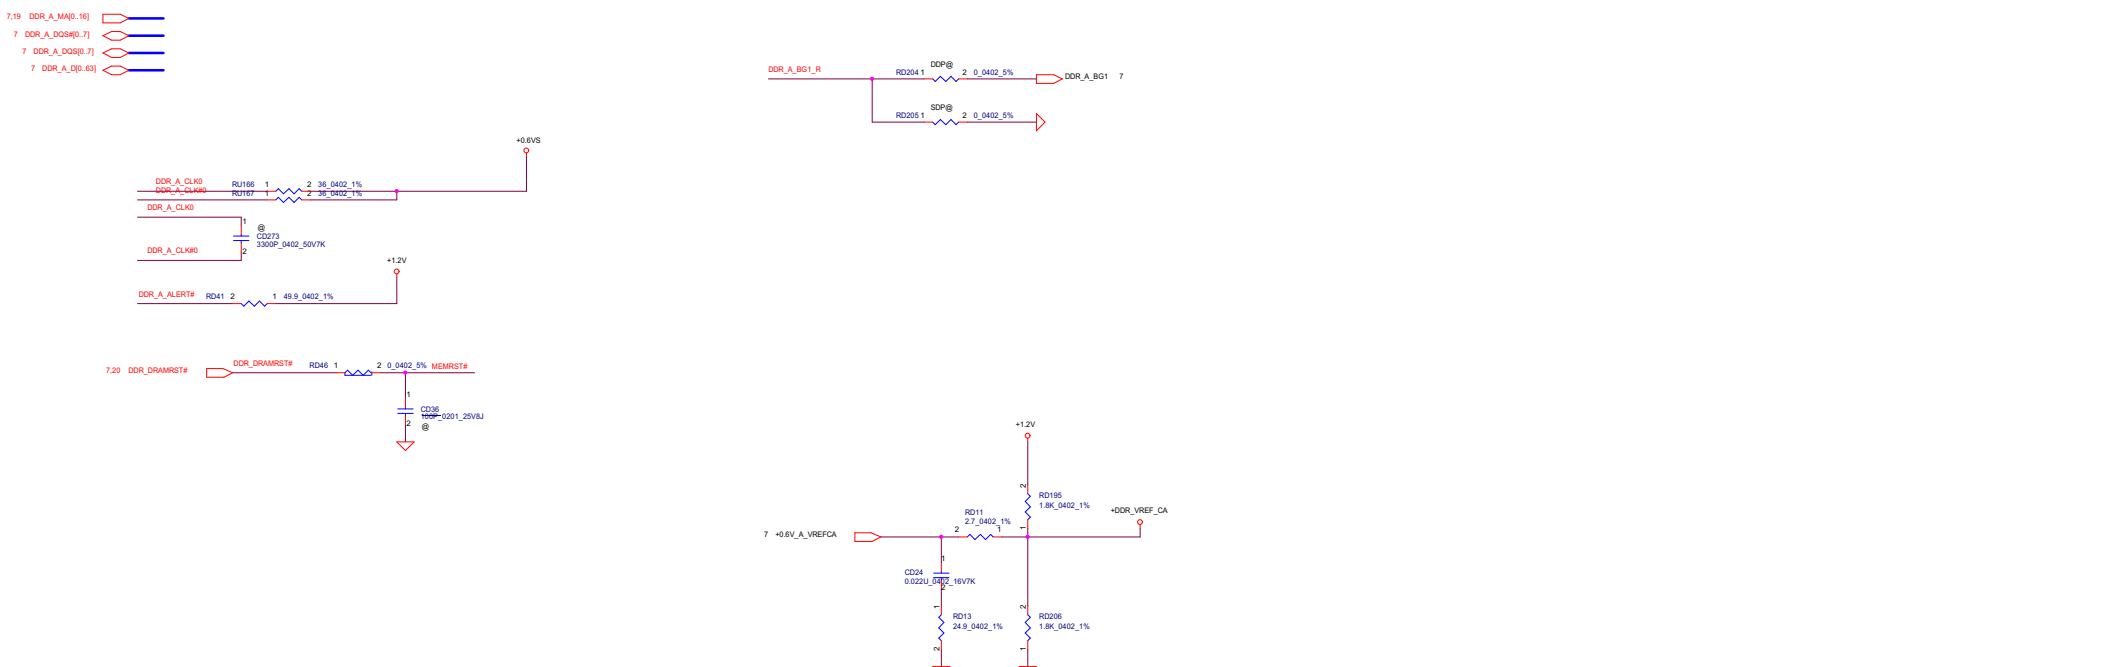 7,19 DDR_A_MA[0..16]
7 DDR_A_DQS#[0..7]
7 DDR_A_DQS[0..7]
7 DDR_A_D[0..63]
DDR_A_BG1_R
DDP@
RD204 1 2 0_0402_5%
DDR_A_BG1 7
SDP@
RD205 1 2 0_0402_5%
+0.6VS
DDR_A_CLK0
RU166 1 2 36_0402_1%
DDR_A_CLK#0
RU167 1 2 36_0402_1%
DDR_A_CLK0
1
@
CD273
3300P_0402_50V7K
2
DDR_A_CLK#0
+1.2V
DDR_A_ALERT# RD41 2 1 49.9_0402_1%
7,20 DDR_DRAMRST#
DDR_DRAMRST#
RD46 1 2 0_0402_5%
MEMRST#
1
CD36
100P_0201_25V8J
2
@
+1.2V
2
RD195
1.8K_0402_1%
1
+DDR_VREF_CA
RD11
2.7_0402_1%
2 1
7 +0.6V_A_VREFCA
1
CD24
0.022U_0402_16V7K
2
1
RD13
24.9_0402_1%
2
2
RD206
1.8K_0402_1%
1